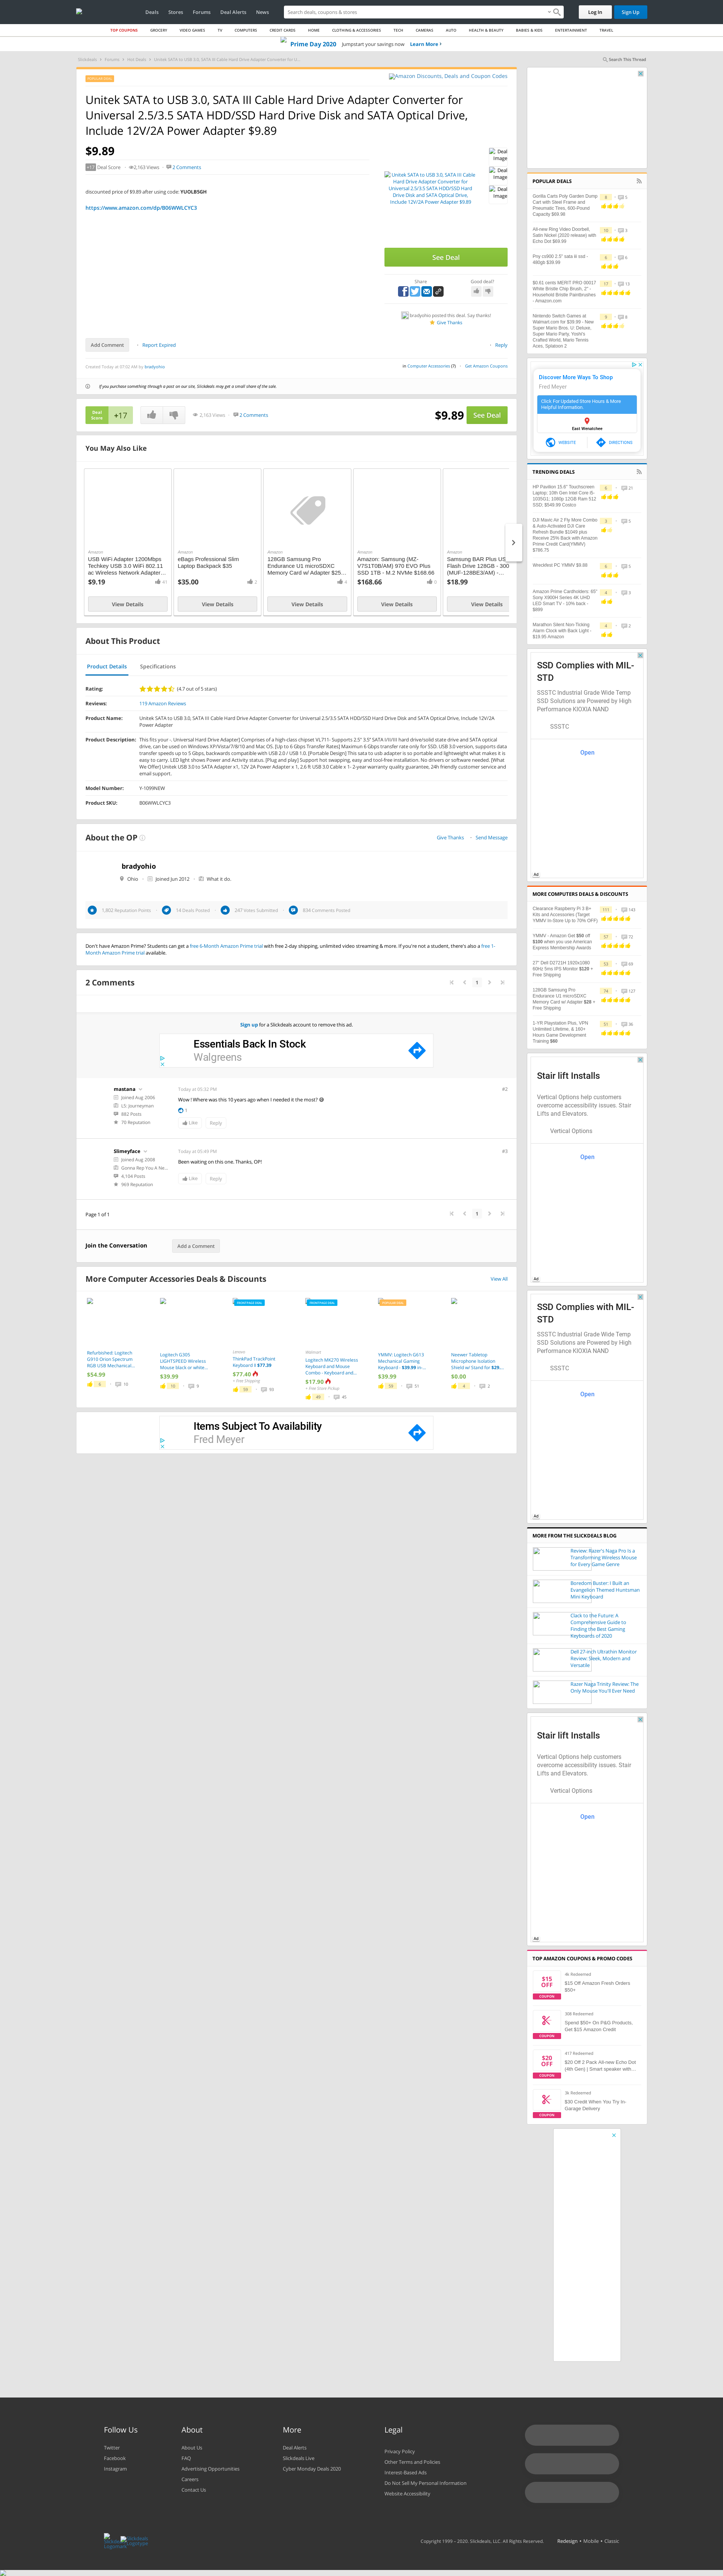 Deals Stores Forums Deal Alerts News
Search deals, coupons & stores
Log In Sign Up
TOP COUPONS GROCERY VIDEO GAMES TV COMPUTERS CREDIT CARDS HOME CLOTHING & ACCESSORIES TECH CAMERAS AUTO HEALTH & BEAUTY BABIES & KIDS ENTERTAINMENT TRAVEL
Prime Day 2020 Jumpstart your savings now Learn More
Slickdeals Forums Hot Deals Unitek SATA to USB 3.0, SATA III Cable Hard Drive Adapter Converter for U...
Search This Thread
Amazon Discounts, Deals and Coupon Codes
Unitek SATA to USB 3.0, SATA III Cable Hard Drive Adapter Converter for
Universal 2.5/3.5 SATA HDD/SSD Hard Drive Disk and SATA Optical Drive,
Include 12V/2A Power Adapter $9.89
$9.89
+17 Deal Score 2,163 Views 2 Comments
discounted price of $9.89 after using code: YUOLB5GH
https://www.amazon.com/dp/B06WWLCYC3
Unitek SATA to USB 3.0, SATA III Cable
Hard Drive Adapter Converter for
Universal 2.5/3.5 SATA HDD/SSD Hard
Drive Disk and SATA Optical Drive,
Include 12V/2A Power Adapter $9.89
Deal Image
Deal Image
Deal Image
See Deal
Share Good deal?
bradyohio posted this deal. Say thanks!
Give Thanks
Add Comment Report Expired Reply
Created Today at 07:02 AM by bradyohio
in Computer Accessories (?) Get Amazon Coupons
If you purchase something through a post on our site, Slickdeals may get a small share of the sale.
Deal Score +17 2,163 Views 2 Comments $9.89 See Deal
You May Also Like
Amazon
USB WiFi Adapter 1200Mbps
Techkey USB 3.0 WiFi 802.11
ac Wireless Network Adapter...
$9.19 41
View Details
Amazon
eBags Professional Slim
Laptop Backpack $35
$35.00 2
View Details
Amazon
128GB Samsung Pro
Endurance U1 microSDXC
Memory Card w/ Adapter $25...
View Details
Amazon
Amazon: Samsung (MZ-
V7S1T0B/AM) 970 EVO Plus
SSD 1TB - M.2 NVMe $168.66
$168.66 0
View Details
Amazon
Samsung BAR Plus US
Flash Drive 128GB - 300
(MUF-128BE3/AM) -...
$18.99
View Details
About This Product
Product Details Specifications
Rating: (4.7 out of 5 stars)
Reviews: 119 Amazon Reviews
Product Name: Unitek SATA to USB 3.0, SATA III Cable Hard Drive Adapter Converter for Universal 2.5/3.5 SATA HDD/SSD Hard Drive Disk and SATA Optical Drive, Include 12V/2A
Power Adapter
Product Description: This fits your -. Universal Hard Drive Adapter] Comprises of a high-class chipset VL711- Supports 2.5" 3.5" SATA I/II/III hard drive/solid state drive and SATA optical
drive, can be used on Windows XP/Vista/7/8/10 and Mac OS. [Up to 6 Gbps Transfer Rates] Maximun 6 Gbps transfer rate only for SSD. USB 3.0 version, supports data
transfer speeds up to 5 Gbps, backwards compatible with USB 2.0 / USB 1.0. [Portable Design] This light-weight hard drive to usb cable is a portable tool, making it very
easy to carry. LED light shows Power and Activity status. [Plug and play] Support hot swapping, easy and tool-free installation. No drivers or software needed. [What
We Offer] Unitek USB 3.0 to SATA Adapter x1, 12V 2A Power Adapter x 1, 2.6 ft USB 3.0 Cable x 1- 2-year warranty quality guarantee, 24h friendly customer service and
email support.
Model Number: Y-1099NEW
Product SKU: B06WWLCYC3
About the OP Give Thanks Send Message
bradyohio
Ohio Joined Jun 2012 What it do.
1,802 Reputation Points 19 Deals Posted 287 Votes Submitted 858 Comments Posted
Don't have Amazon Prime? Students can get a free 6-Month Amazon Prime trial with free 2-day shipping, unlimited video streaming & more. If you're not a student, there's also a free 1-
Month Amazon Prime trial available.
2 Comments 1
Sign up for a Slickdeals account to remove this ad.
Essentials Back In Stock
Walgreens
mastana Today at 05:32 PM #2
Joined Aug 2006
L5: Journeyman
882 Posts
70 Reputation
Wow ! Where was this 10 years ago when i needed it the most?
1
Like Reply
Slimeyface Today at 05:49 PM #3
Joined Aug 2008
Gonna Rep You A Ne...
4,104 Posts
969 Reputation
Been waiting on this one. Thanks, OP!
Like Reply
Page 1 of 1 1
Join the Conversation Add a Comment
More Computer Accessories Deals & Discounts View All
Refurbished: Logitech
G910 Orion Spectrum
RGB USB Mechanical...
$54.99
6 18
Logitech G305
LIGHTSPEED Wireless
Mouse black or white...
$39.99
10 9
Lenovo
ThinkPad TrackPoint
Keyboard II $77.39
$77.40
+ Free Shipping
Walmart
Logitech MK270 Wireless
Keyboard and Mouse
Combo - Keyboard and...
$17.90
+ Free Store Pickup
YMMV: Logitech G613
Mechanical Gaming
Keyboard - $39.99 in-...
$39.99
Neewer Tabletop
Microphone Isolation
Shield w/ Stand for $29...
$0.00
4 2
Items Subject To Availability
Fred Meyer
POPULAR DEALS
Gorilla Carts Poly Garden Dump
Cart with Steel Frame and
Pneumatic Tires, 600-Pound
Capacity $69.98
All-new Ring Video Doorbell,
Satin Nickel (2020 release) with
Echo Dot $69.99
Pny cs900 2.5" sata iii ssd -
480gb $39.99
$0.61 cents MERIT PRO 00017
White Bristle Chip Brush, 2" -
Household Bristle Paintbrushes
- Amazon.com
Nintendo Switch Games at
Walmart.com for $39.99 - New
Super Mario Bros. U: Deluxe,
Super Mario Party, Yoshi's
Crafted World, Mario Tennis
Aces, Splatoon 2
Discover More Ways To Shop
Fred Meyer
Click For Updated Store Hours & More
Helpful Information.
East Wenatchee
WEBSITE DIRECTIONS
TRENDING DEALS
HP Pavilion 15.6" Touchscreen
Laptop: 10th Gen Intel Core i5-
1035G1, 1080p 12GB Ram 512
SSD, $549.99 Costco
DJI Mavic Air 2 Fly More Combo
& Auto-Activated DJI Care
Refresh Bundle $1049 plus
Receive 25% Back with Amazon
Prime Credit Card(YMMV)
$786.75
Wreckfest PC YMMV $5.88
Amazon Prime Cardholders: 65"
Sony X900H Series 4K UHD
LED Smart TV - 10% back -
$899
Marathon Silent Non-Ticking
Alarm Clock with Back Light -
$19.95 Amazon
SSD Complies with MIL-
STD
SSSTC Industrial Grade Wide Temp
SSD Solutions are Powered by High
Performance KIOXIA NAND
SSSTC
Open
Ad
MORE COMPUTERS DEALS & DISCOUNTS
Clearance Raspberry Pi 3 B+
Kits and Accessories (Target
YMMV In-Store Up to 70% OFF)
111 143
YMMV - Amazon Get $60 off
$100 when you use American
Express Membership Awards
57 72
27" Dell D2721H 1920x1080
60Hz 5ms IPS Monitor $120 +
Free Shipping
53 69
128GB Samsung Pro
Endurance U1 microSDXC
Memory Card w/ Adapter $28 +
Free Shipping
74 127
1-YR Playstation Plus, VPN
Unlimited Lifetime, & 160+
Hours Game Development
Training $60
51 36
Stair lift Installs
Vertical Options help customers
overcome accessibility issues. Stair
Lifts and Elevators.
Vertical Options
Open
Ad
SSD Complies with MIL-
STD
SSSTC Industrial Grade Wide Temp
SSD Solutions are Powered by High
Performance KIOXIA NAND
SSSTC
Open
Ad
MORE FROM THE SLICKDEALS BLOG
Review: Razer's Naga Pro Is a
Transforming Wireless Mouse
for Every Game Genre
Boredom Buster: I Built an
Evangelion Themed Huntsman
Mini Keyboard
Clack to the Future: A
Comprehensive Guide to
Finding the Best Gaming
Keyboards of 2020
Dell 27-inch Ultrathin Monitor
Review: Sleek, Modern and
Versatile
Razer Naga Trinity Review: The
Only Mouse You'll Ever Need
Stair lift Installs
Vertical Options help customers
overcome accessibility issues. Stair
Lifts and Elevators.
Vertical Options
Open
Ad
TOP AMAZON COUPONS & PROMO CODES
$15 OFF COUPON
4k Redeemed
$15 Off Amazon Fresh Orders
$50+
COUPON
308 Redeemed
Spend $50+ On P&G Products,
Get $15 Amazon Credit
$20 OFF COUPON
417 Redeemed
$20 Off 2 Pack All-new Echo Dot
(4th Gen) | Smart speaker with...
COUPON
3k Redeemed
$30 Credit When You Try In-
Garage Delivery
Follow Us
Twitter
Facebook
Instagram
About
About Us
FAQ
Advertising Opportunities
Careers
Contact Us
More
Deal Alerts
Slickdeals Live
Cyber Monday Deals 2020
Legal
Privacy Policy
Other Terms and Policies
Interest-Based Ads
Do Not Sell My Personal Information
Website Accessibility
Copyright 1999 - 2020. Slickdeals, LLC. All Rights Reserved. Redesign • Mobile • Classic